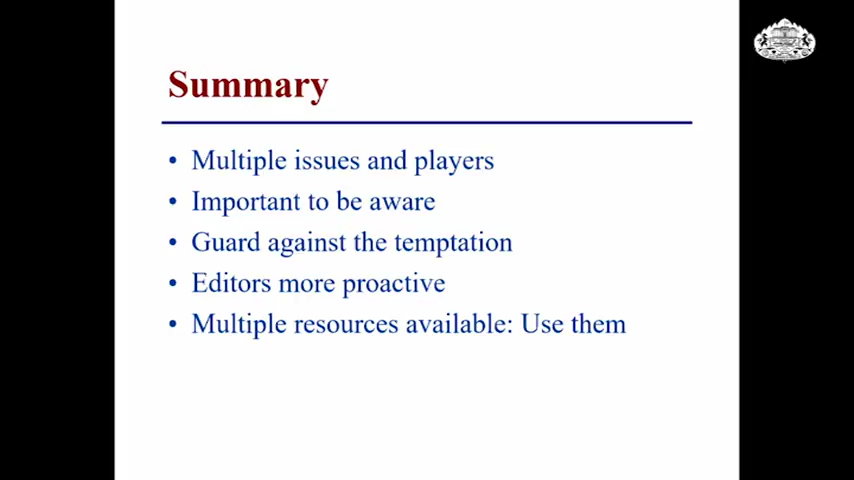 Summary
• Multiple issues and players
• Important to be aware
• Guard against the temptation
• Editors more proactive
• Multiple resources available: Use them